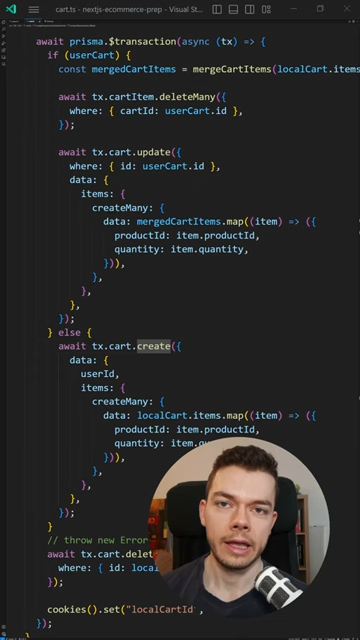 cart.ts - nextjs-ecommerce-prep - Visual St
await prisma.$transaction(async (tx) => {
if (userCart) {
const mergedCartItems = mergeCartItems(localCart.items
await tx.cartItem.deleteMany({
where: { cartId: userCart.id },
});
await tx.cart.update({
where: { id: userCart.id },
data: {
items: {
createMany: {
data: mergedCartItems.map((item) => ({
productId: item.productId,
quantity: item.quantity,
})),
},
},
},
});
} else {
await tx.cart.create({
data: {
userId,
items: {
createMany: {
data: localCart.items.map((item) => ({
productId: item.productId,
quantity: item.qu
})),
},
},
},
});
}
// throw new Error
await tx.cart.delet
where: { id: loca
});
cookies().set("localCartId",
});
}